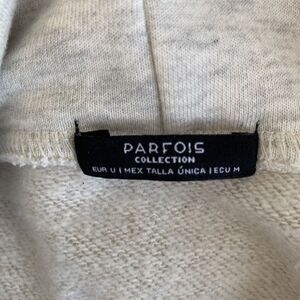 PARFOIS
COLLECTION
EUR U | MEX TALLA ÚNICA | ECU M